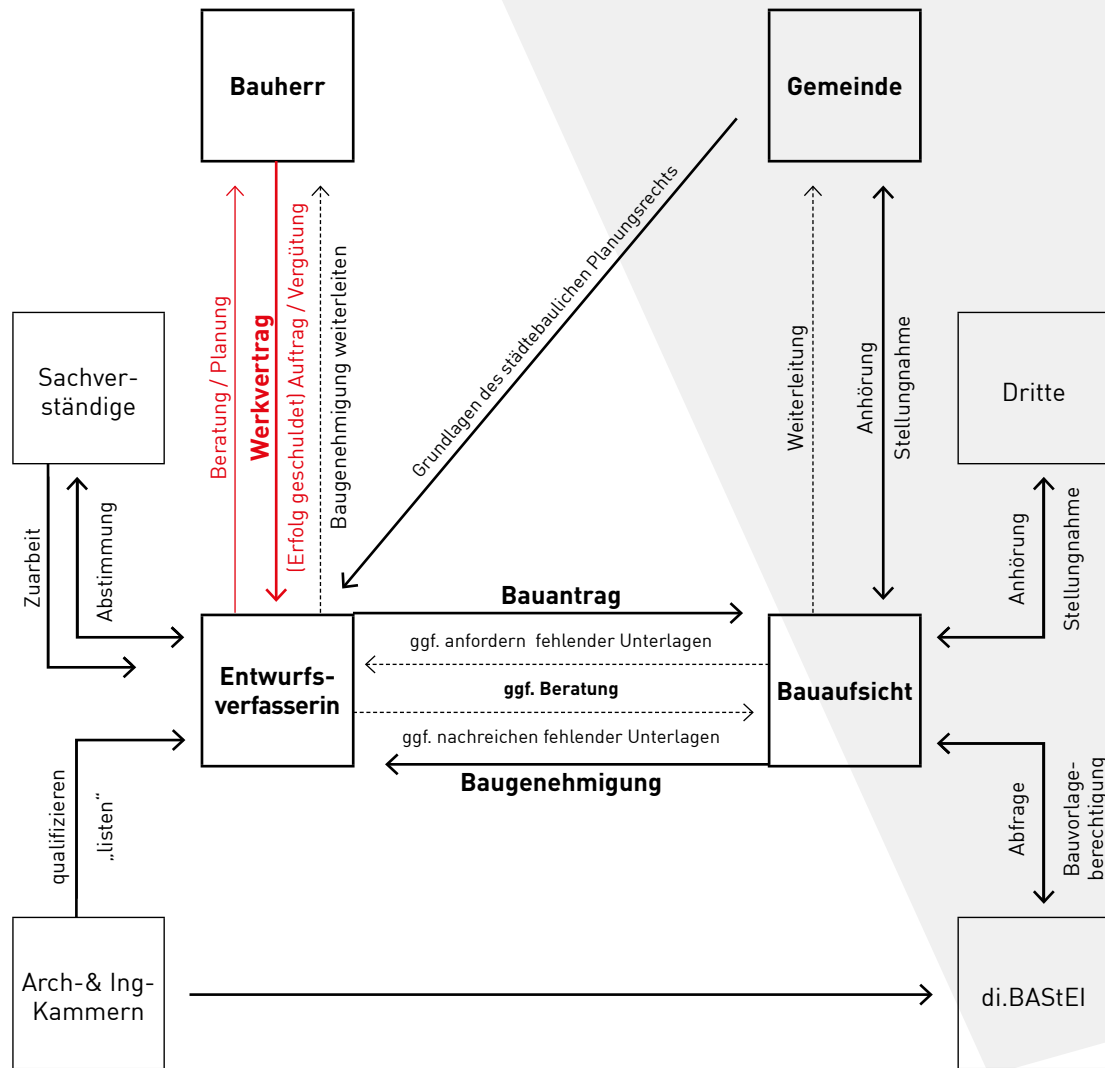 Bauherr
Gemeinde
Beratung / Planung
Werkvertrag
(Erfolg geschuldet) Auftrag / Vergütung
Baugenehmigung weiterleiten
Grundlagen des städtebaulichen Planungsrechts
Weiterleitung
Anhörung
Stellungnahme
Sachver-
ständige
Dritte
Zuarbeit
Abstimmung
Anhörung
Stellungnahme
Entwurfs-
verfasserin
Bauantrag
ggf. anfordern fehlender Unterlagen
ggf. Beratung
ggf. nachreichen fehlender Unterlagen
Baugenehmigung
Bauaufsicht
qualifizieren
„listen“
Abfrage
Bauvorlage-
berechtigung
Arch-& Ing-
Kammern
di.BAStEI